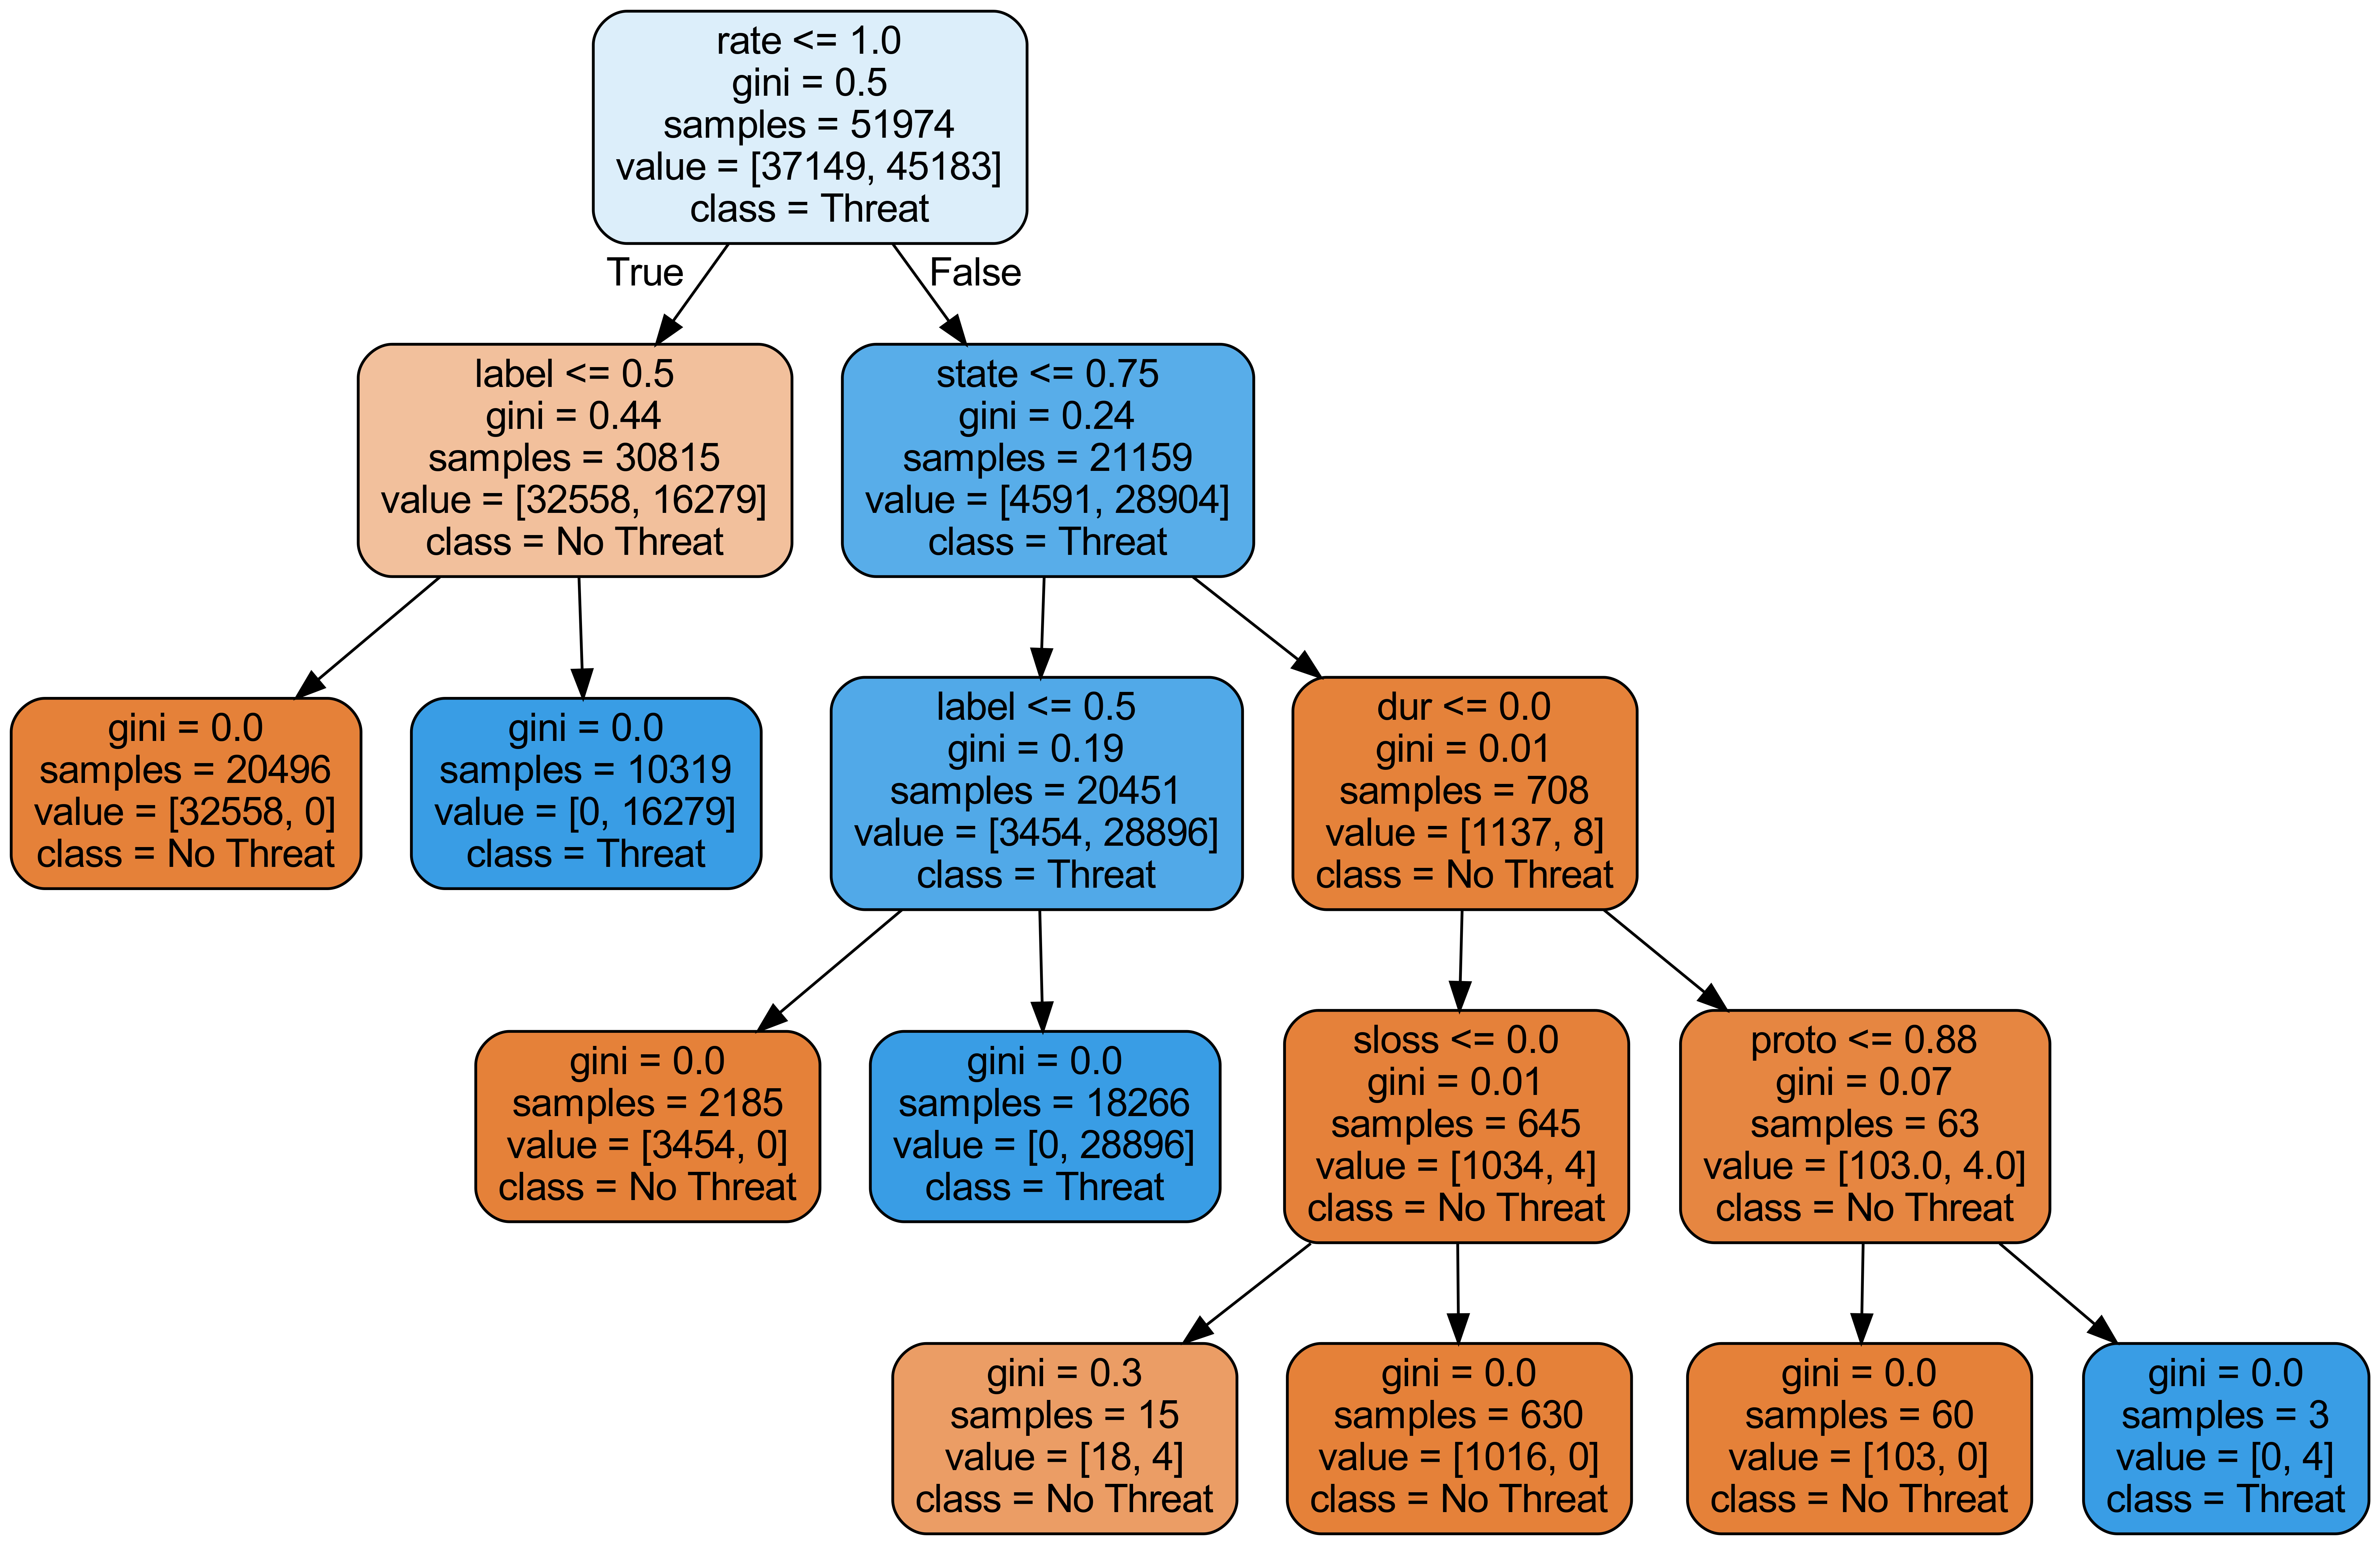 rate <= 1.0
gini = 0.5
samples = 51974
value = [37149, 45183]
class = Threat
True
False
label <= 0.5
gini = 0.44
samples = 30815
value = [32558, 16279]
class = No Threat
state <= 0.75
gini = 0.24
samples = 21159
value = [4591, 28904]
class = Threat
gini = 0.0
samples = 20496
value = [32558, 0]
class = No Threat
gini = 0.0
samples = 10319
value = [0, 16279]
class = Threat
label <= 0.5
gini = 0.19
samples = 20451
value = [3454, 28896]
class = Threat
dur <= 0.0
gini = 0.01
samples = 708
value = [1137, 8]
class = No Threat
gini = 0.0
samples = 2185
value = [3454, 0]
class = No Threat
gini = 0.0
samples = 18266
value = [0, 28896]
class = Threat
sloss <= 0.0
gini = 0.01
samples = 645
value = [1034, 4]
class = No Threat
proto <= 0.88
gini = 0.07
samples = 63
value = [103.0, 4.0]
class = No Threat
gini = 0.3
samples = 15
value = [18, 4]
class = No Threat
gini = 0.0
samples = 630
value = [1016, 0]
class = No Threat
gini = 0.0
samples = 60
value = [103, 0]
class = No Threat
gini = 0.0
samples = 3
value = [0, 4]
class = Threat